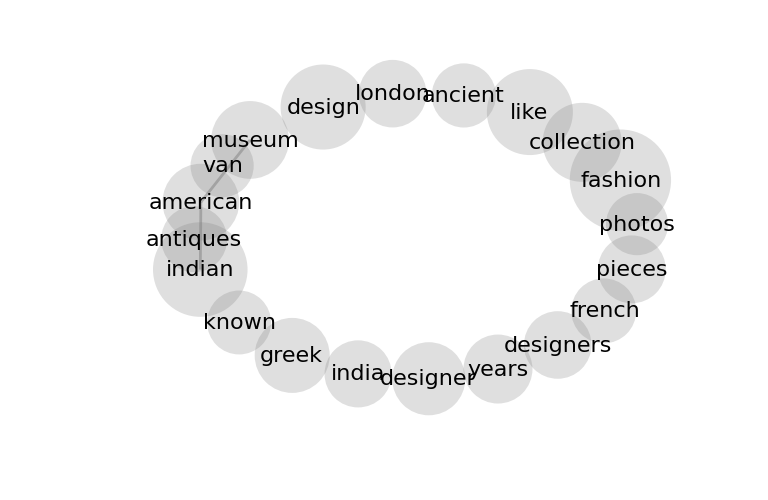 london
ancient
design
like
museum
collection
van
fashion
american
photos
antiques
indian
pieces
french
known
designers
greek
years
india
designer